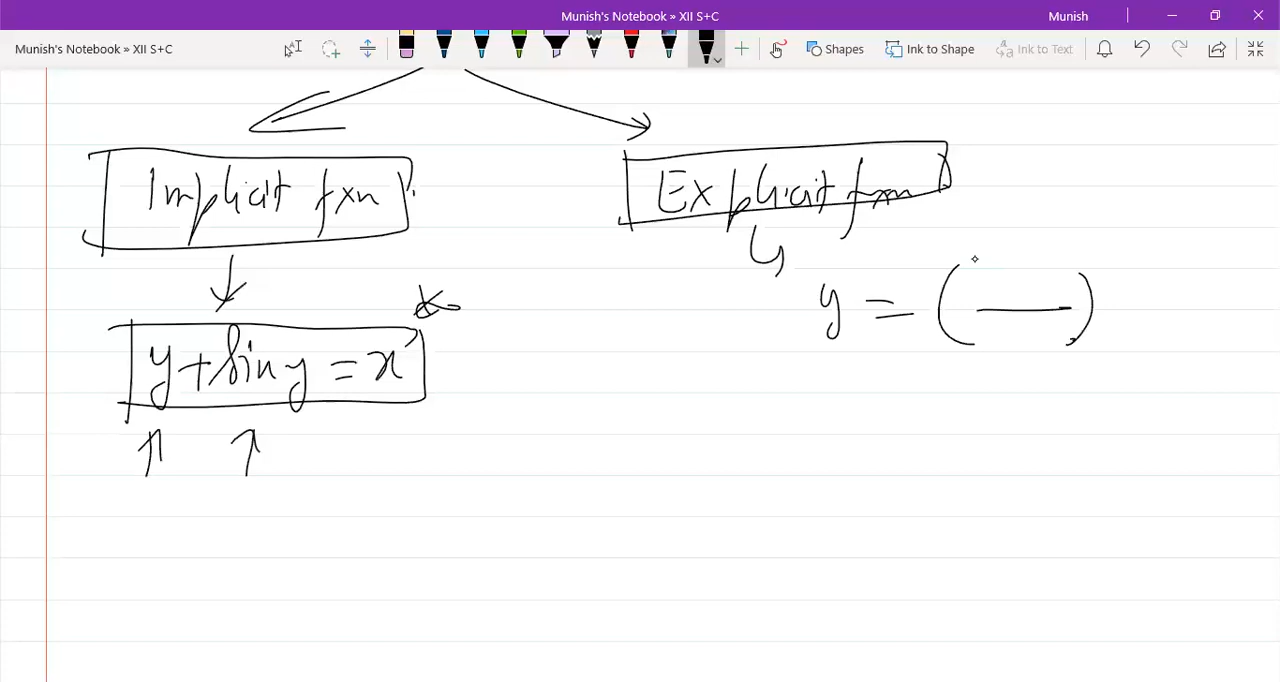 Munish's Notebook » XII S+C
Munish
Munish's Notebook » XII S+C
Shapes
Ink to Shape
Ink to Text
Implicit fxn
Explicit fxn
y = ( — )
y + sin y = x